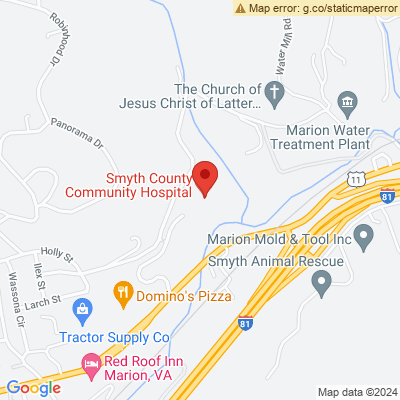 Map error: g.co/staticmaperror
Robinhood Dr
Water Mill Rd
The Church of
Jesus Christ of Latter...
Panorama Dr
Marion Water
Treatment Plant
Smyth County
Community Hospital
11
81
Marion Mold & Tool Inc
Smyth Animal Rescue
Holly St
Ilex St
Wassona Cir
Larch St
Domino's Pizza
Tractor Supply Co
81
Red Roof Inn
Marion, VA
Google
Map data ©2024